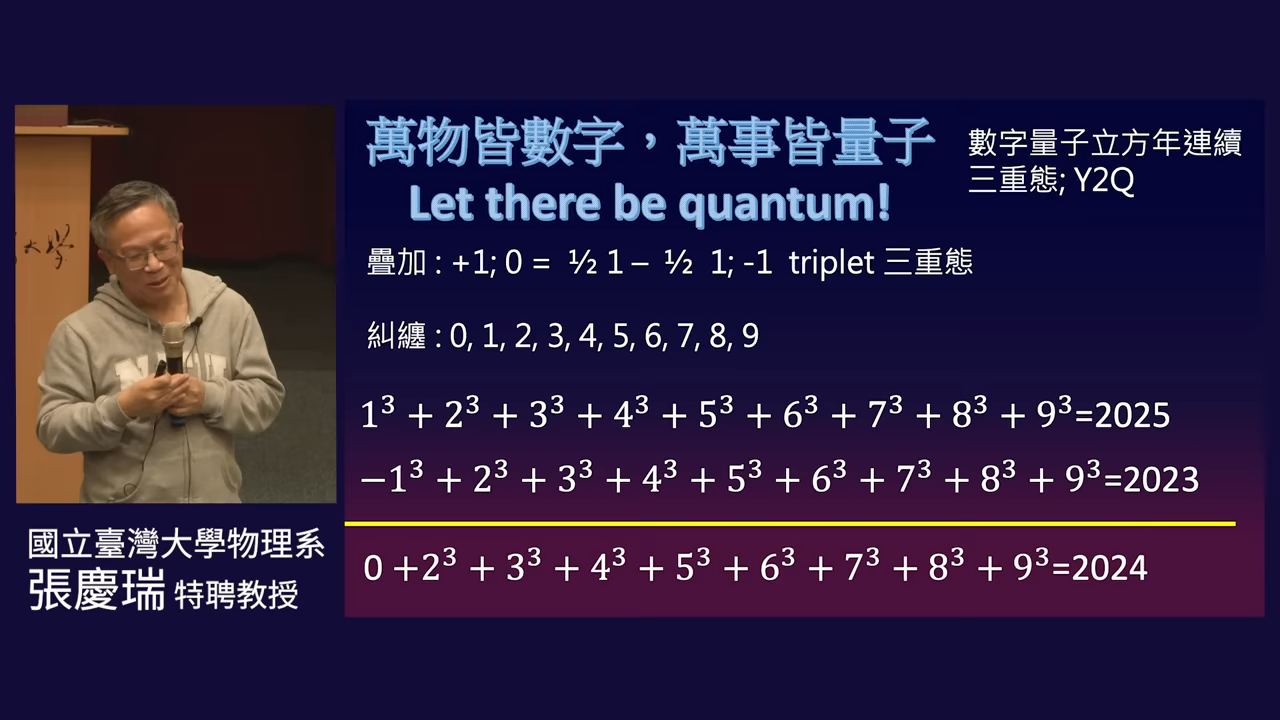 萬物皆數字，萬事皆量子
Let there be quantum!
數字量子立方年連續
三重態; Y2Q
疊加 : +1; 0 = ½ 1 – ½ 1; -1 triplet 三重態
糾纏 : 0, 1, 2, 3, 4, 5, 6, 7, 8, 9
1³ + 2³ + 3³ + 4³ + 5³ + 6³ + 7³ + 8³ + 9³=2025
−1³ + 2³ + 3³ + 4³ + 5³ + 6³ + 7³ + 8³ + 9³=2023
0 +2³ + 3³ + 4³ + 5³ + 6³ + 7³ + 8³ + 9³=2024
大學
國立臺灣大學物理系
張慶瑞 特聘教授